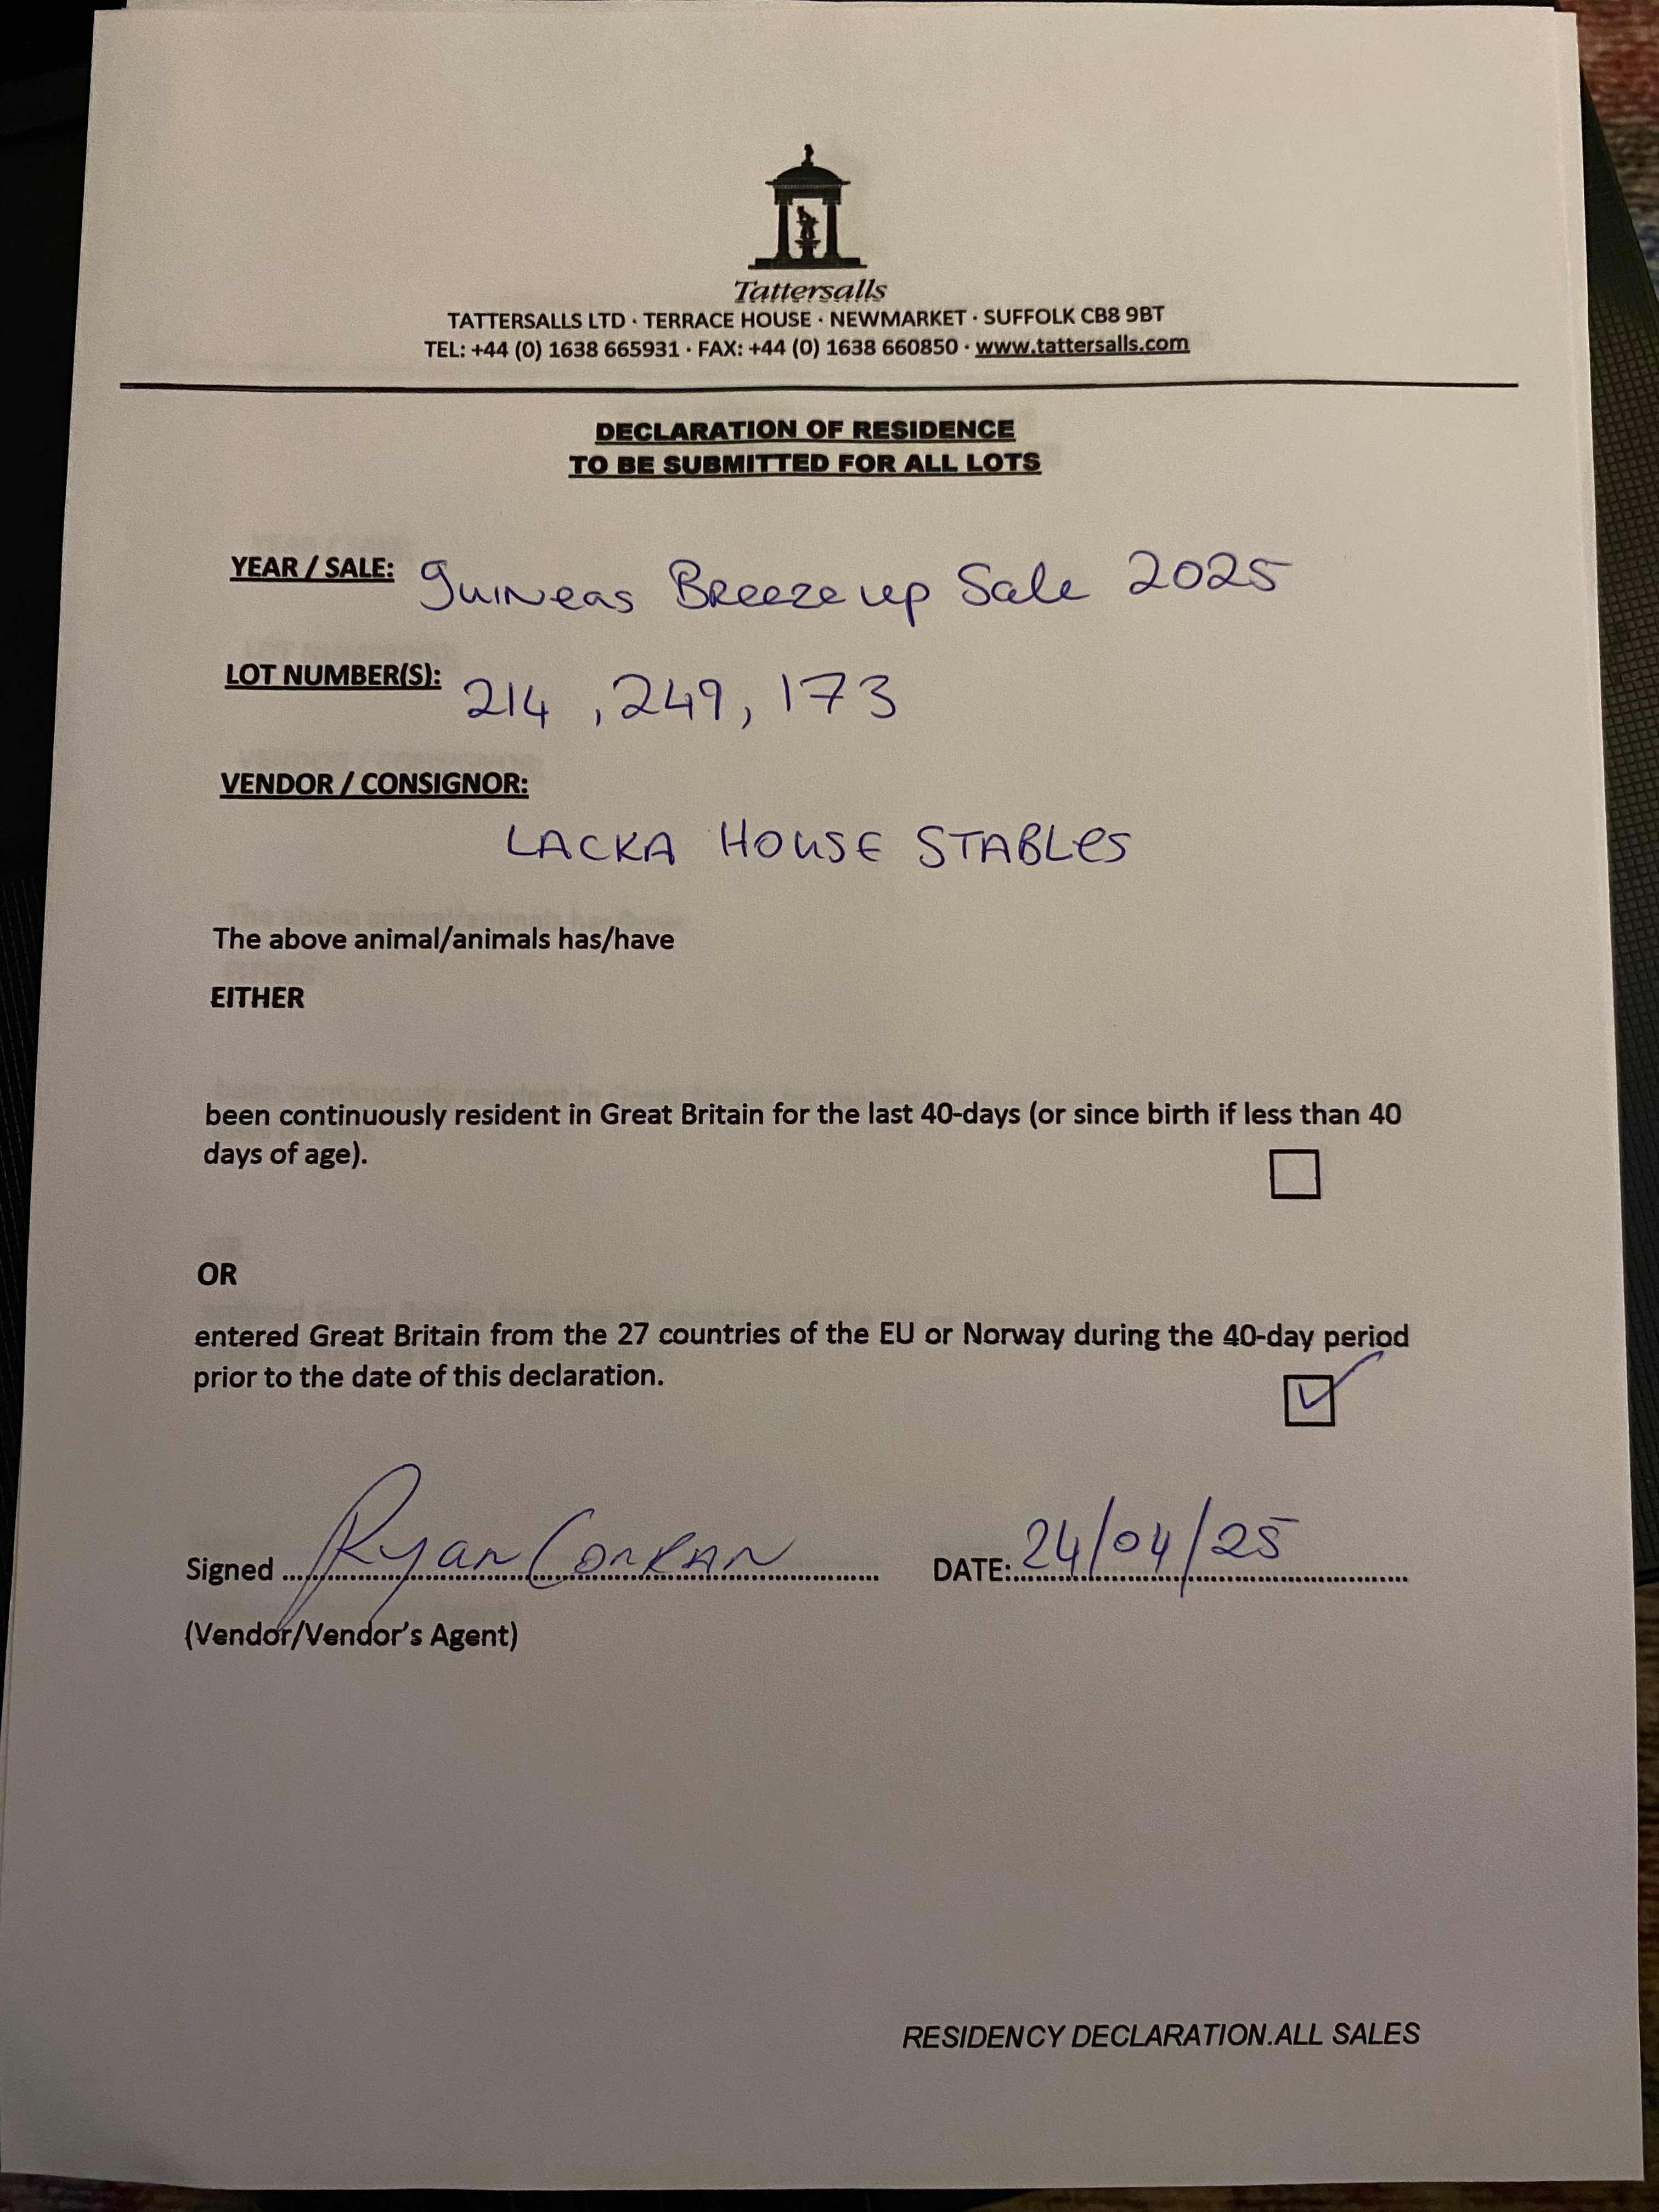 Tattersalls
TATTERSALLS LTD · TERRACE HOUSE · NEWMARKET · SUFFOLK CB8 9BT
TEL: +44 (0) 1638 665931 · FAX: +44 (0) 1638 660850 · www.tattersalls.com
DECLARATION OF RESIDENCE
TO BE SUBMITTED FOR ALL LOTS
YEAR / SALE: Guineas Breeze up Sale 2025
LOT NUMBER(S): 214 , 249, 173
VENDOR / CONSIGNOR:
LACKA HOUSE STABLES
The above animal/animals has/have
EITHER
been continuously resident in Great Britain for the last 40-days (or since birth if less than 40
days of age).
OR
entered Great Britain from the 27 countries of the EU or Norway during the 40-day period
prior to the date of this declaration.
Signed Ryan Conran DATE: 24/04/25
(Vendor/Vendor's Agent)
RESIDENCY DECLARATION.ALL SALES